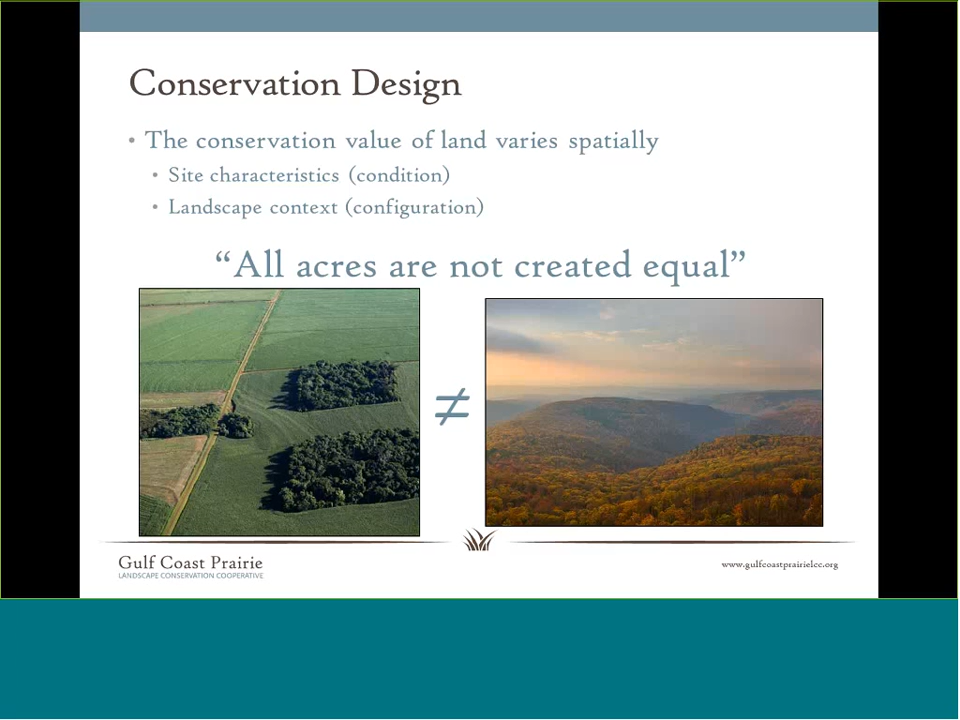 Conservation Design
• The conservation value of land varies spatially
• Site characteristics (condition)
• Landscape context (configuration)
“All acres are not created equal”
≠
Gulf Coast Prairie
LANDSCAPE CONSERVATION COOPERATIVE
www.gulfcoastprairielcc.org